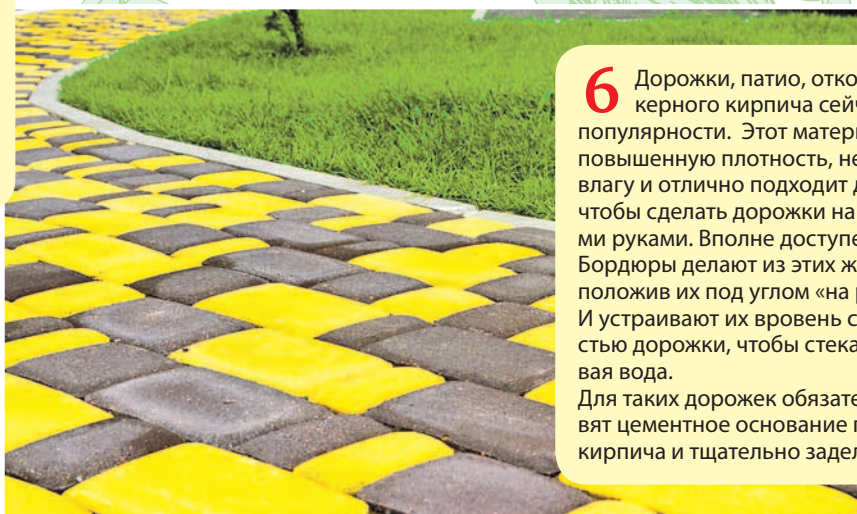 6 Дорожки, патио, отко
керного кирпича сейч
популярности. Этот матери
повышенную плотность, не
влагу и отлично подходит д
чтобы сделать дорожки на
ми руками. Вполне доступе
Бордюры делают из этих ж
положив их под углом «на р
И устраивают их вровень с
стью дорожки, чтобы стека
вая вода.
Для таких дорожек обязате
вят цементное основание п
кирпича и тщательно задел